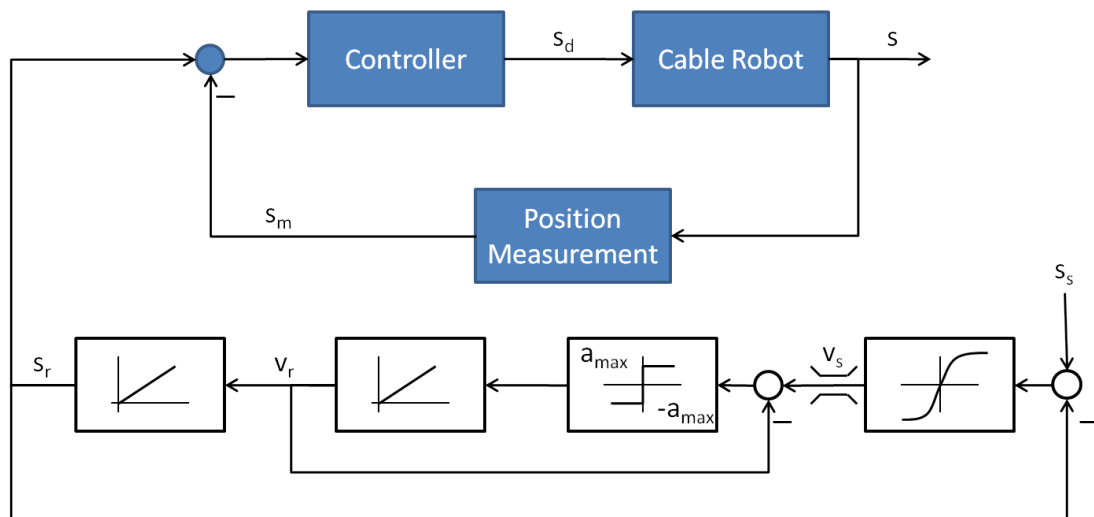 Controller
s_d
Cable Robot
s
s_m
Position
Measurement
s_s
s_r
v_r
a_max
-a_max
v_s